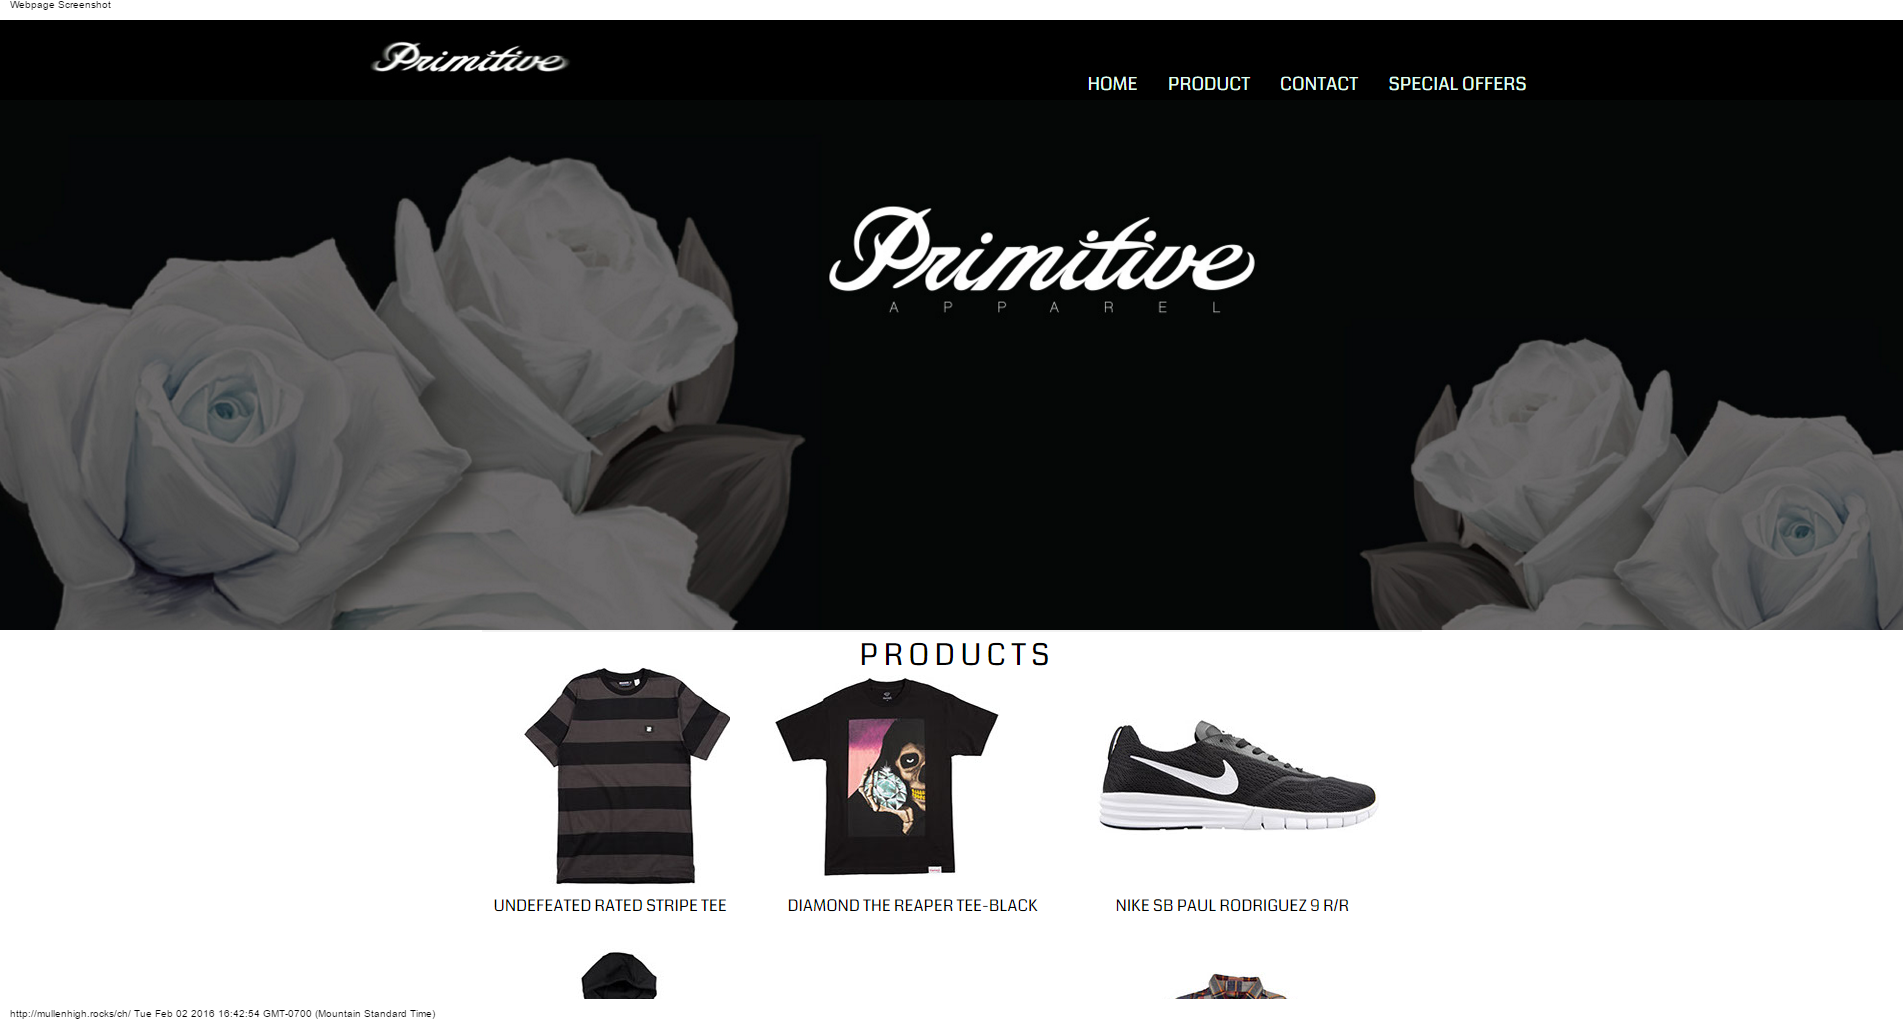 Webpage Screenshot
Primitive
HOME PRODUCT CONTACT SPECIAL OFFERS
Primitive
APPAREL
PRODUCTS
UNDEFEATED RATED STRIPE TEE
DIAMOND THE REAPER TEE-BLACK
NIKE SB PAUL RODRIGUEZ 9 R/R
http://mullenhigh.rocks/ch/ Tue Feb 02 2016 16:42:54 GMT-0700 (Mountain Standard Time)